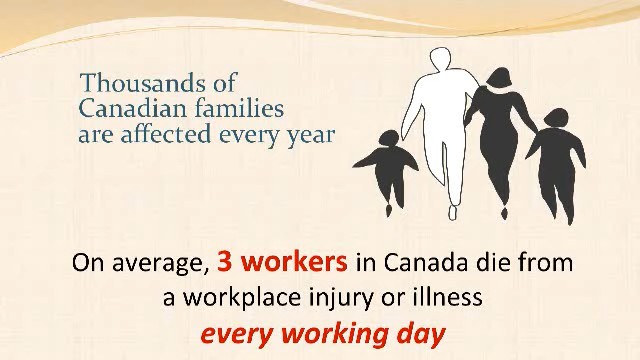 Thousands of
Canadian families
are affected every year
On average, 3 workers in Canada die from
a workplace injury or illness
every working day